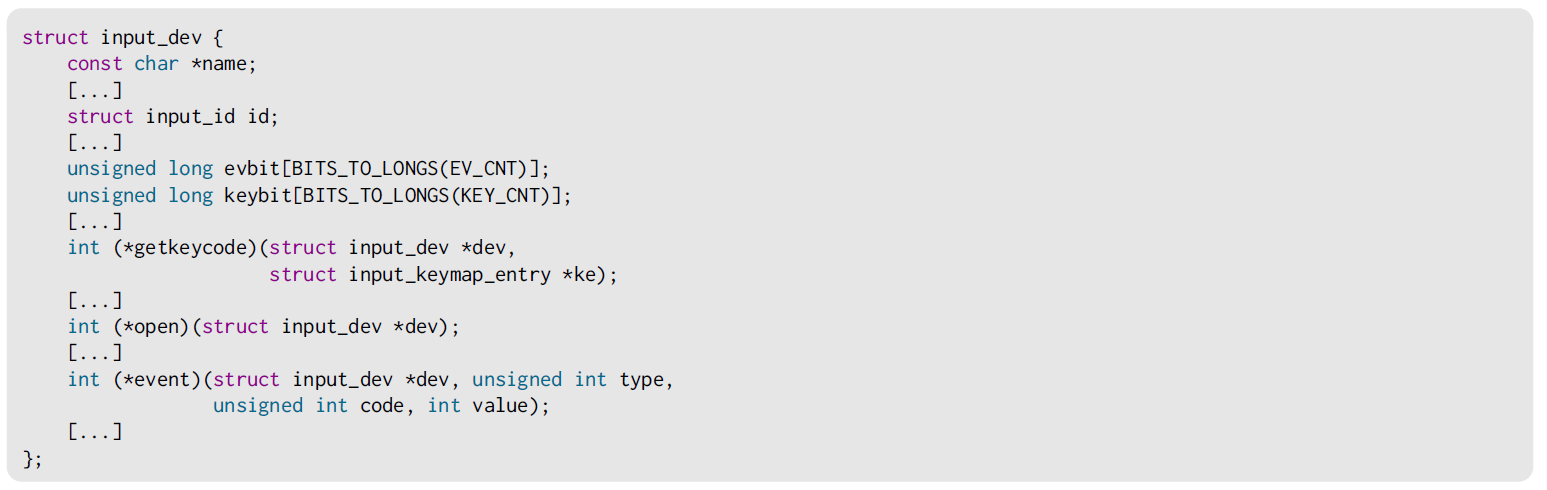 struct input_dev {
    const char *name;
    [...]
    struct input_id id;
    [...]
    unsigned long evbit[BITS_TO_LONGS(EV_CNT)];
    unsigned long keybit[BITS_TO_LONGS(KEY_CNT)];
    [...]
    int (*getkeycode)(struct input_dev *dev,
                      struct input_keymap_entry *ke);
    [...]
    int (*open)(struct input_dev *dev);
    [...]
    int (*event)(struct input_dev *dev, unsigned int type,
                 unsigned int code, int value);
    [...]
};